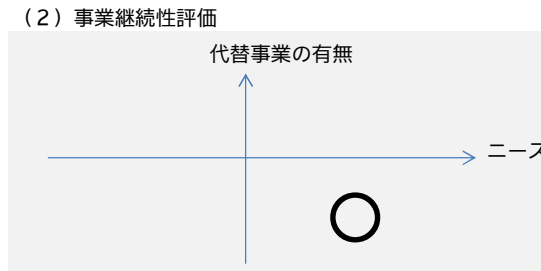 （２）事業継続性評価
代替事業の有無
ニーズ